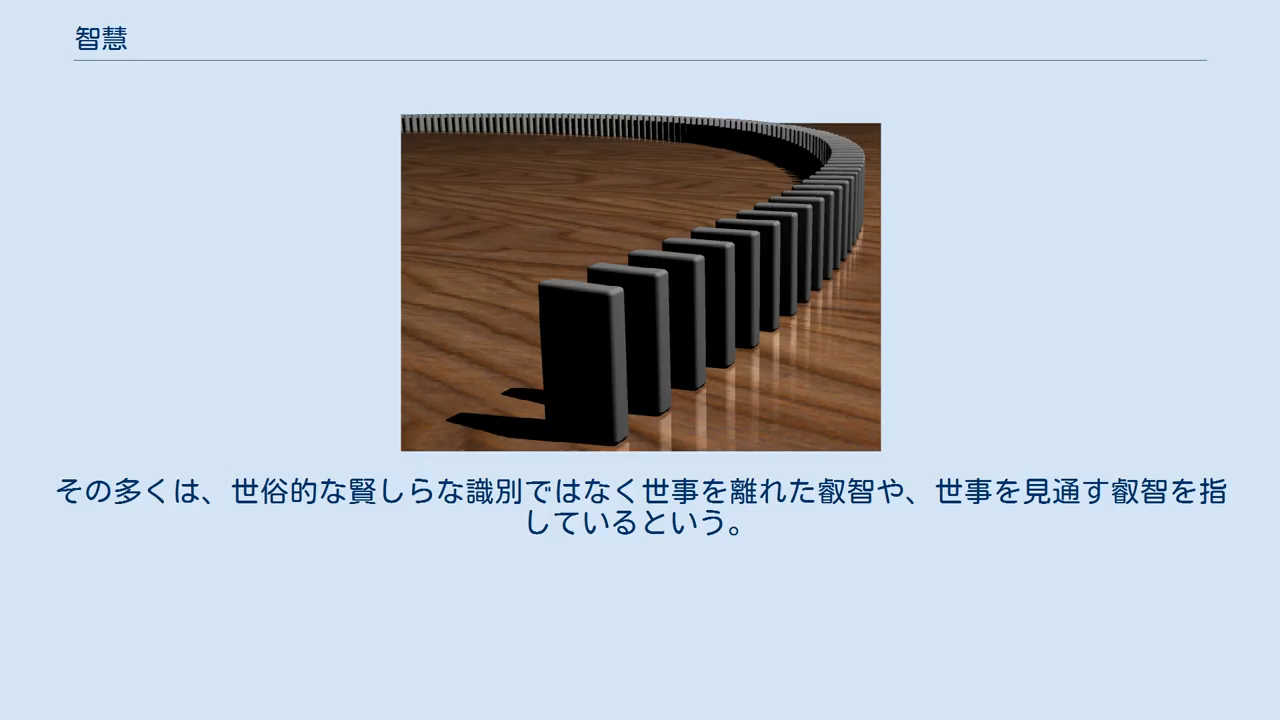 智慧
その多くは、世俗的な賢しらな識別ではなく世事を離れた叡智や、世事を見通す叡智を指
しているという。